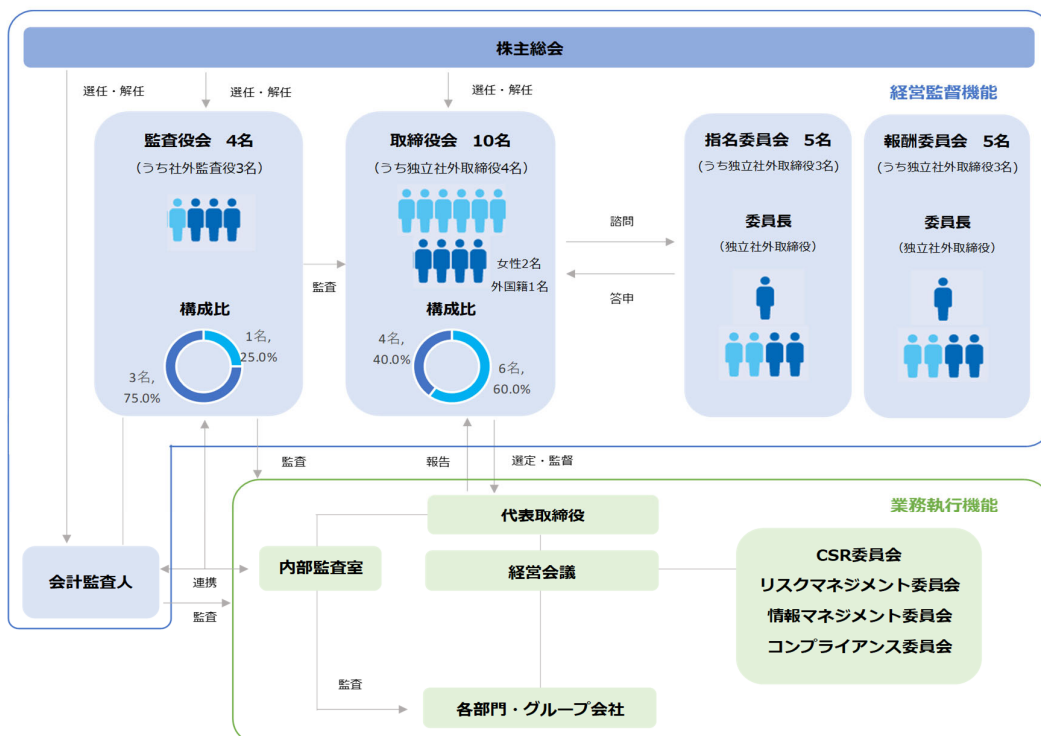 株主総会
選任・解任
選任・解任
選任・解任
経営監督機能
監査役会　4名
(うち社外監査役3名)
構成比
1名,
25.0%
3名,
75.0%
監査
取締役会　10名
(うち独立社外取締役4名)
女性2名
外国籍1名
構成比
4名,
40.0%
6名,
60.0%
諮問
答申
指名委員会　5名
(うち独立社外取締役3名)
委員長
(独立社外取締役)
報酬委員会　5名
(うち独立社外取締役3名)
委員長
(独立社外取締役)
監査
報告
選定・監督
業務執行機能
代表取締役
会計監査人
連携
監査
内部監査室
経営会議
CSR委員会
リスクマネジメント委員会
情報マネジメント委員会
コンプライアンス委員会
監査
各部門・グループ会社